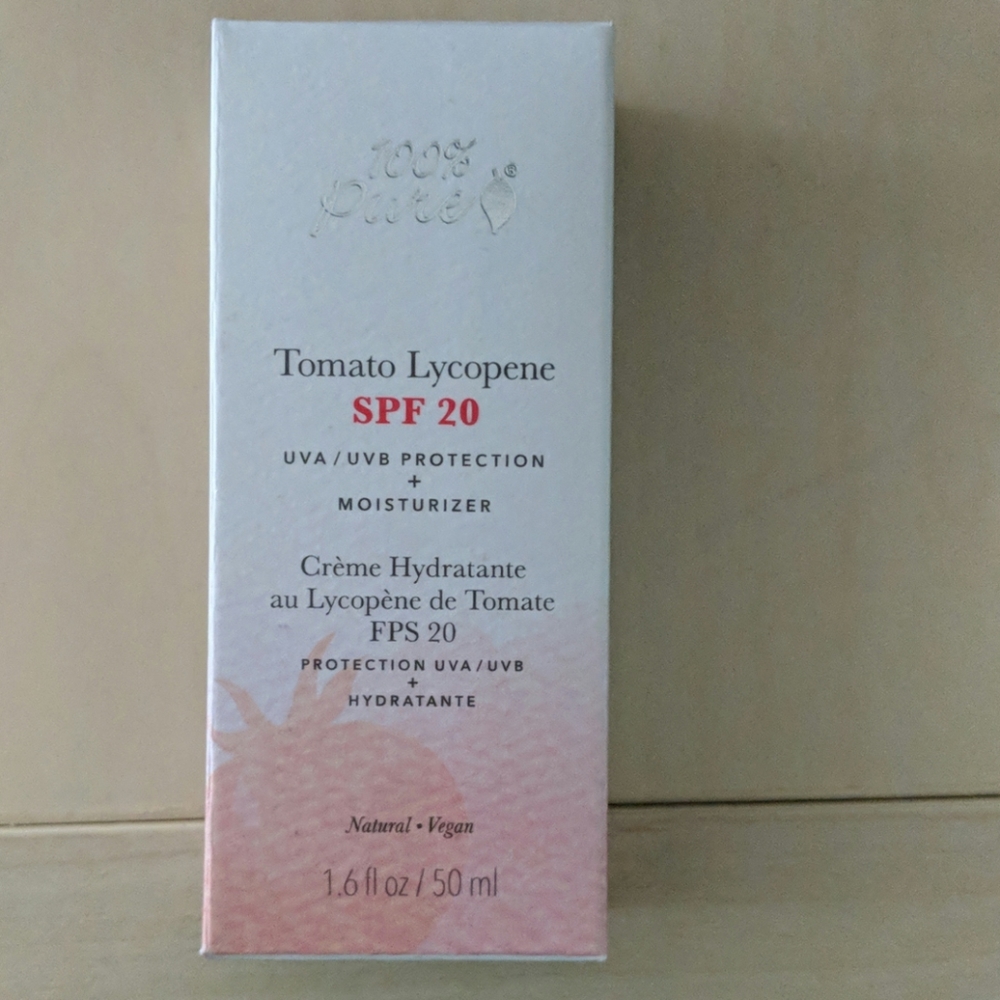 100%
Pure®
Tomato Lycopene
SPF 20
UVA / UVB PROTECTION
+
MOISTURIZER
Crème Hydratante
au Lycopène de Tomate
FPS 20
PROTECTION UVA / UVB
+
HYDRATANTE
Natural • Vegan
1.6 fl oz / 50 ml